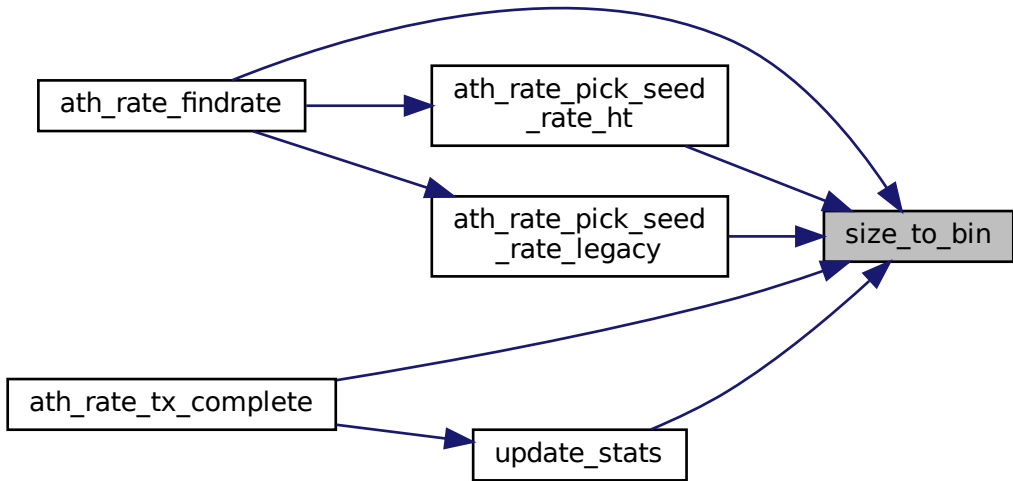 ath_rate_findrate
ath_rate_pick_seed
_rate_ht
ath_rate_pick_seed
_rate_legacy
size_to_bin
ath_rate_tx_complete
update_stats